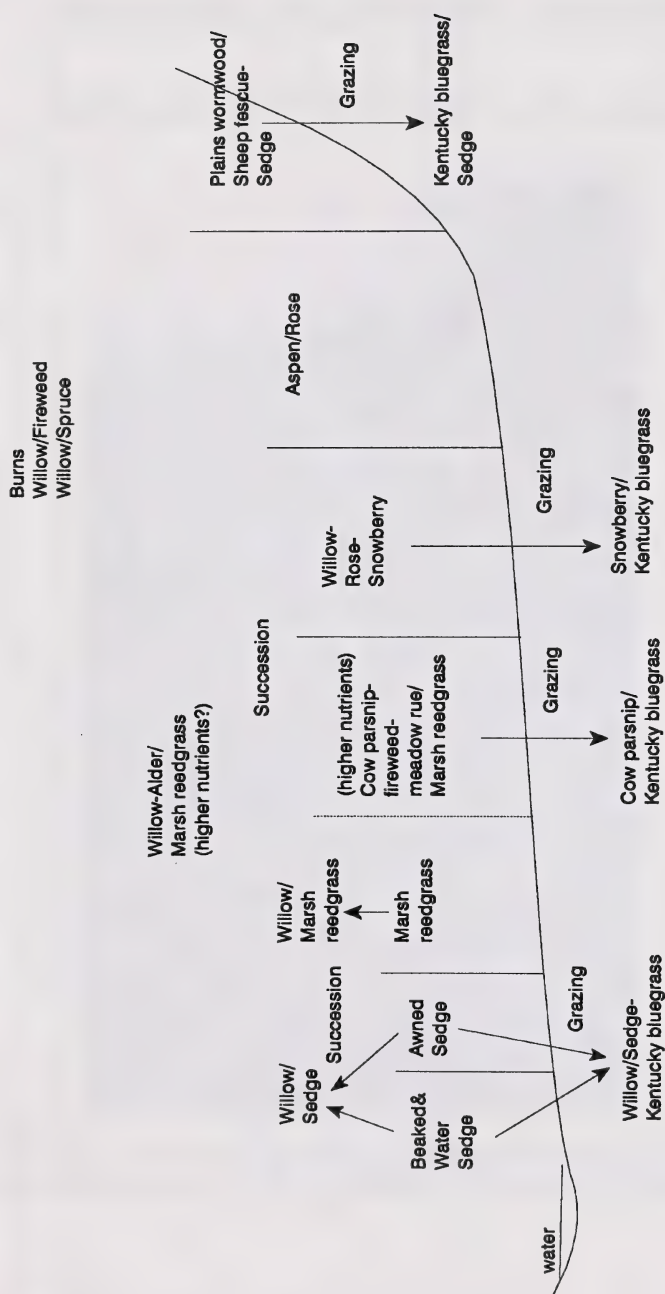 Burns
Willow/Fireweed
Willow/Spruce
Willow-Alder/
Marsh reedgrass
(higher nutrients?)
Plains wormwood/
Sheep fescue-
Sedge
Grazing
Kentucky bluegrass/
Sedge
Succession
Aspen/Rose
Willow-
Rose-
Snowberry
Grazing
Snowberry/
Kentucky bluegrass
(higher nutrients)
Cow parsnip-
fireweed-
meadow rue/
Marsh reedgrass
Grazing
Cow parsnip/
Kentucky bluegrass
Willow/
Marsh
reedgrass
Marsh
reedgrass
Willow/
Sedge
Succession
Awned
Sedge
Beaked&
Water
Sedge
Grazing
Willow/Sedge-
Kentucky bluegrass
water